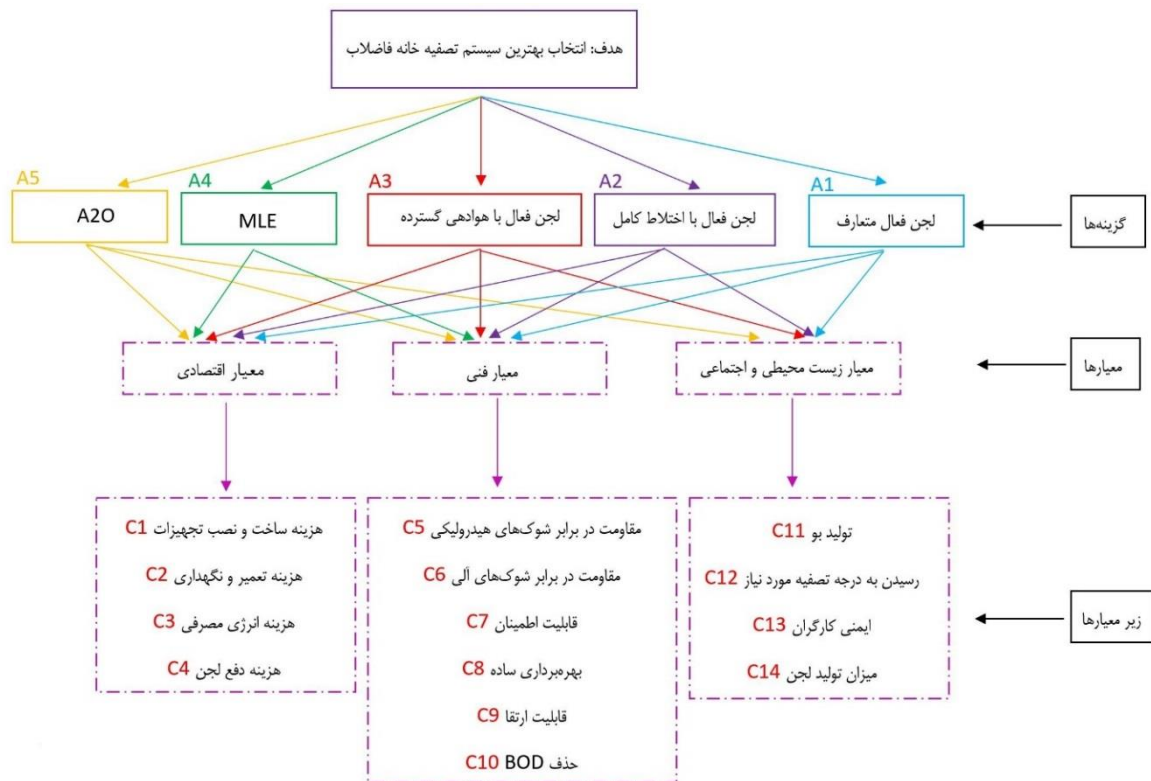 هدف: انتخاب بهترین سیستم تصفیه خانه فاضلاب
A1
لجن فعال متعارف
A2
لجن فعال با اختلاط کامل
A3
لجن فعال با هوادهی گسترده
A4
MLE
A5
A2O
گزینه‌ها
معیار زیست محیطی و اجتماعی
معیار فنی
معیار اقتصادی
معیارها
تولید بو C11
رسیدن به درجه تصفیه مورد نیاز C12
ایمنی کارگران C13
میزان تولید لجن C14
مقاومت در برابر شوک‌های هیدرولیکی C5
مقاومت در برابر شوک‌های آلی C6
قابلیت اطمینان C7
بهره‌برداری ساده C8
قابلیت ارتقا C9
حذف BOD C10
هزینه ساخت و نصب تجهیزات C1
هزینه تعمیر و نگهداری C2
هزینه انرژی مصرفی C3
هزینه دفع لجن C4
زیر معیارها